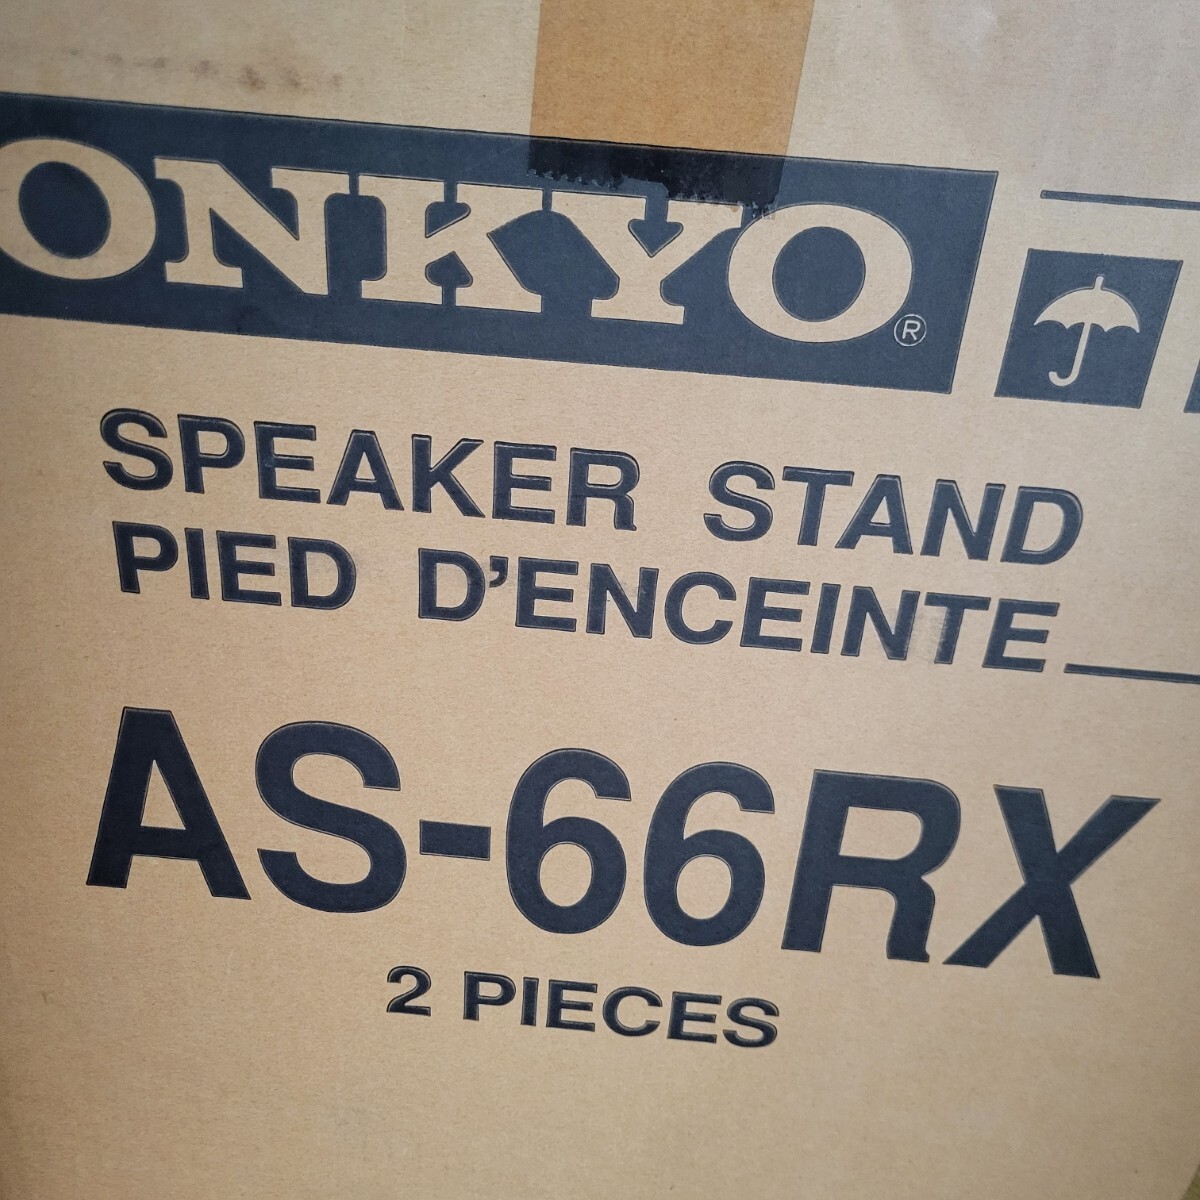 ONKYO®
SPEAKER STAND
PIED D'ENCEINTE
AS-66RX
2 PIECES